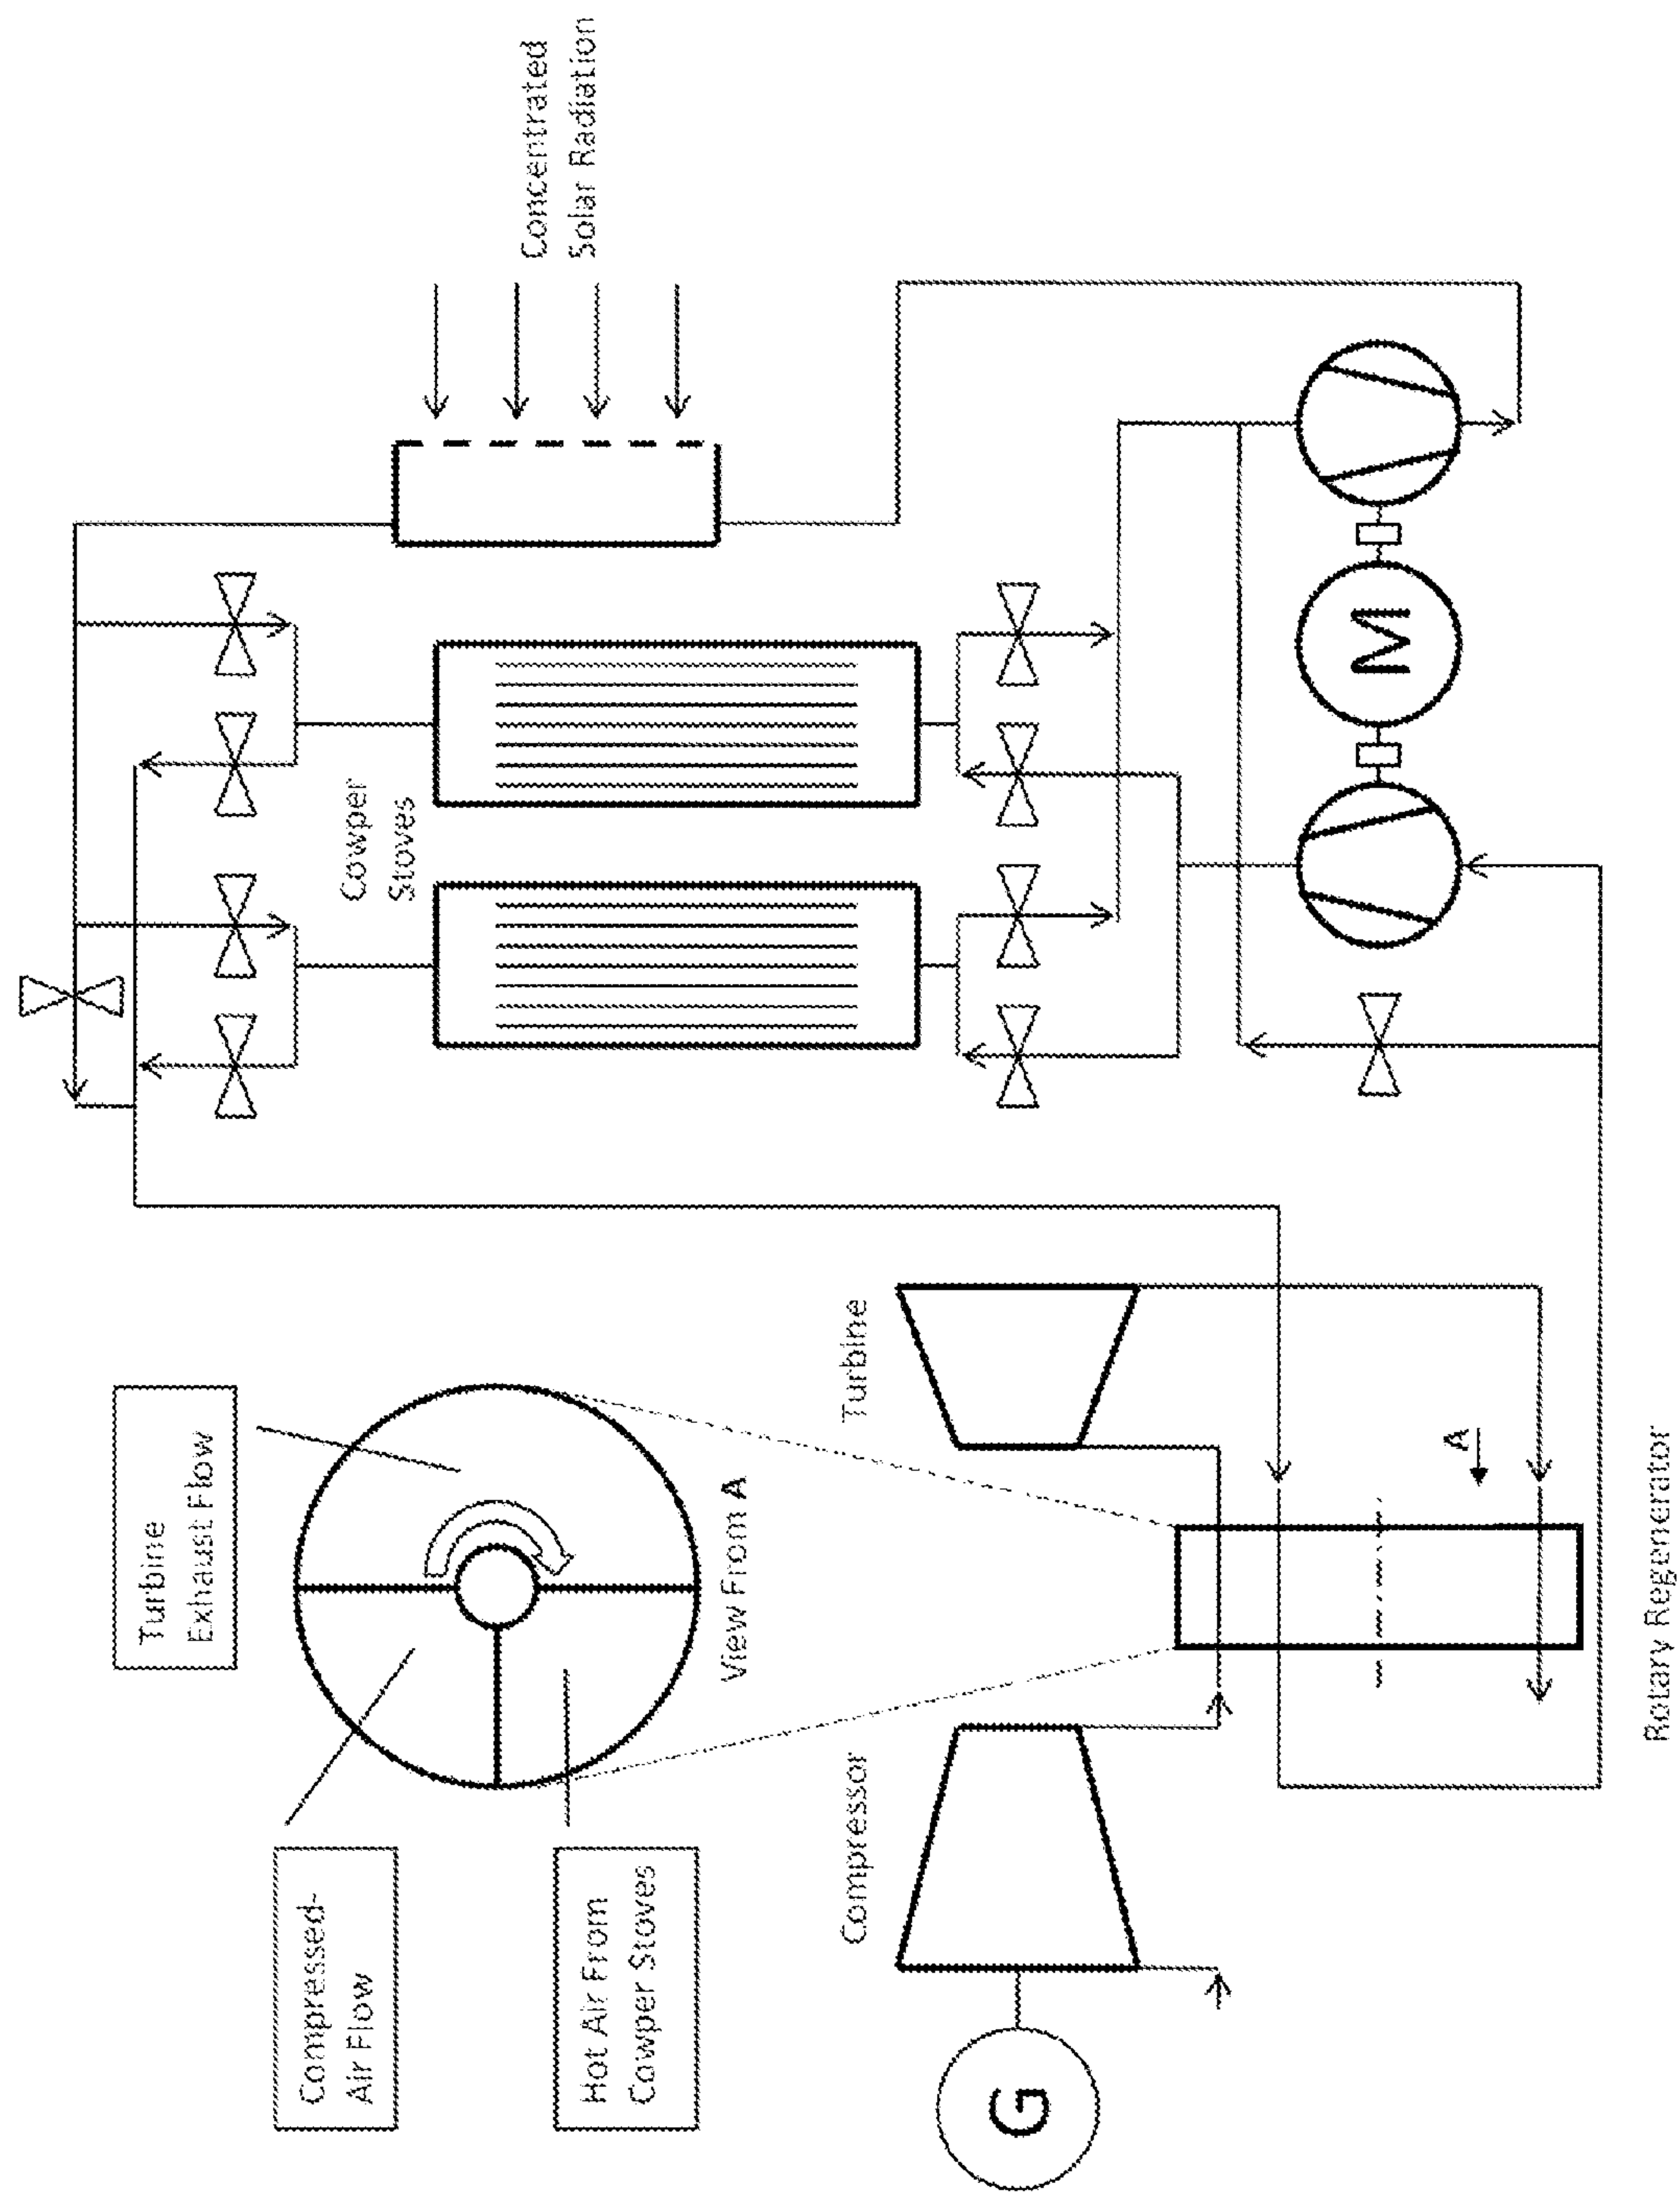 Turbine
Exhaust Flow
Compressed-
Air Flow
Cowper
Stoves
Concentrated
Solar Radiation
Hot Air From
Cowper Stoves
View From A
Compressor
Turbine
G
M
A
Rotary Regenerator